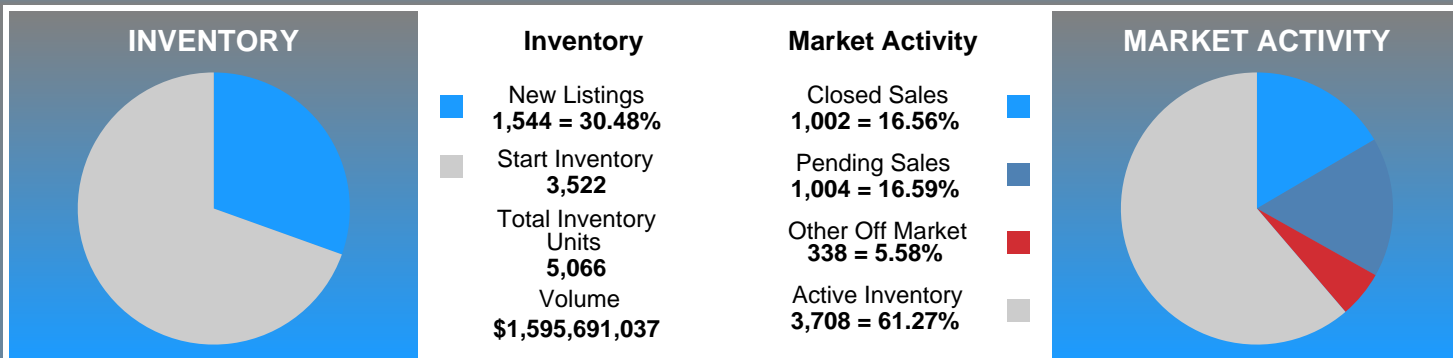 INVENTORY
Inventory
New Listings
1,544 = 30.48%
Start Inventory
3,522
Total Inventory
Units
5,066
Volume
$1,595,691,037
Market Activity
Closed Sales
1,002 = 16.56%
Pending Sales
1,004 = 16.59%
Other Off Market
338 = 5.58%
Active Inventory
3,708 = 61.27%
MARKET ACTIVITY